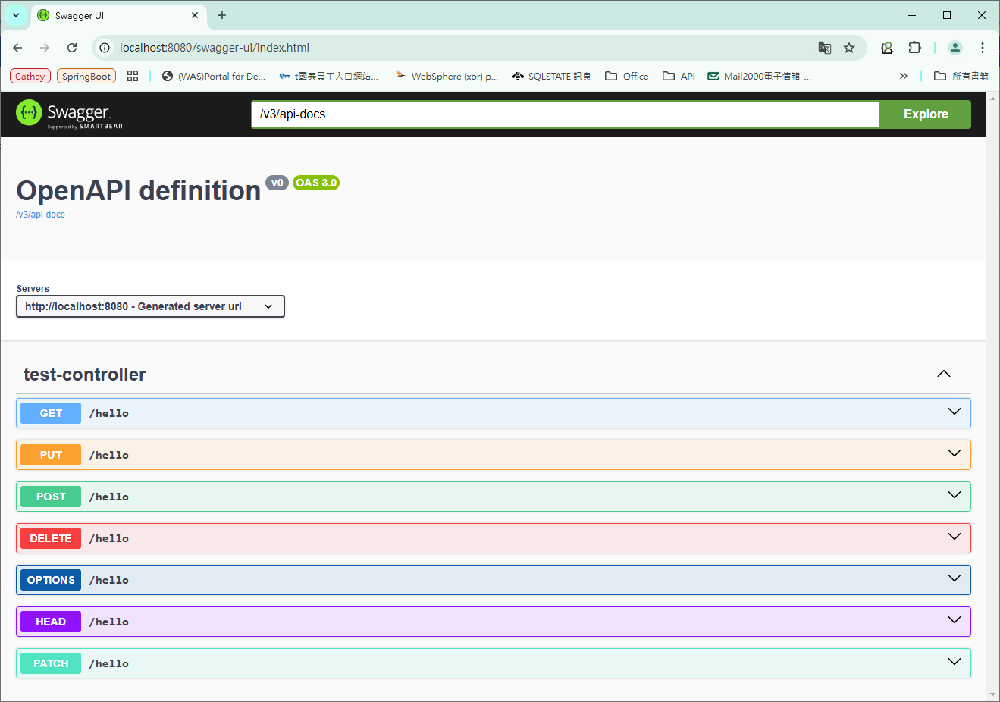 Swagger UI
localhost:8080/swagger-ui/index.html
Cathay SpringBoot (WAS)Portal for De... t國泰員工入口網站... WebSphere {xor} p... SQLSTATE 訊息 Office API Mail2000電子信箱-... » 所有書籤
{···} Swagger. /v3/api-docs Explore
Supported by SMARTBEAR
OpenAPI definition v0 OAS 3.0
/v3/api-docs
Servers
http://localhost:8080 - Generated server url
test-controller
GET /hello
PUT /hello
POST /hello
DELETE /hello
OPTIONS /hello
HEAD /hello
PATCH /hello